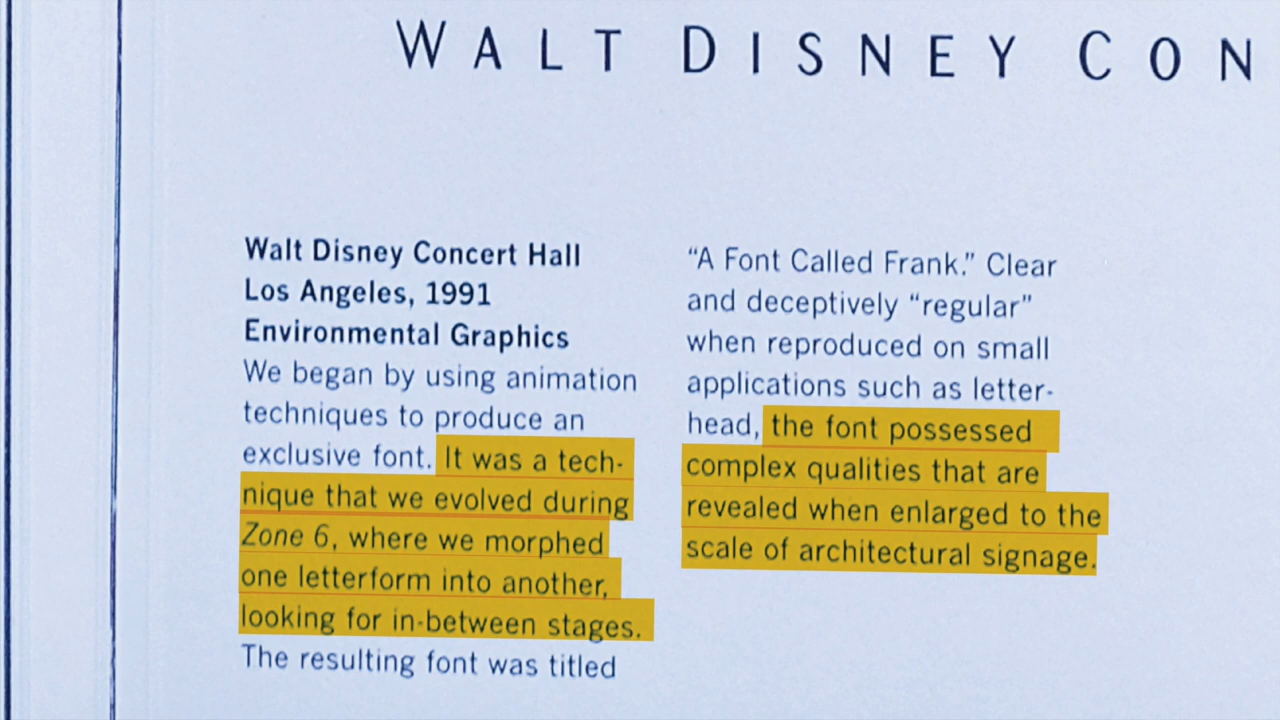 WALT DISNEY CON
Walt Disney Concert Hall
Los Angeles, 1991
Environmental Graphics
We began by using animation
techniques to produce an
exclusive font. It was a tech-
nique that we evolved during
Zone 6, where we morphed
one letterform into another,
looking for in-between stages.
The resulting font was titled
“A Font Called Frank.” Clear
and deceptively “regular”
when reproduced on small
applications such as letter-
head, the font possessed
complex qualities that are
revealed when enlarged to the
scale of architectural signage.